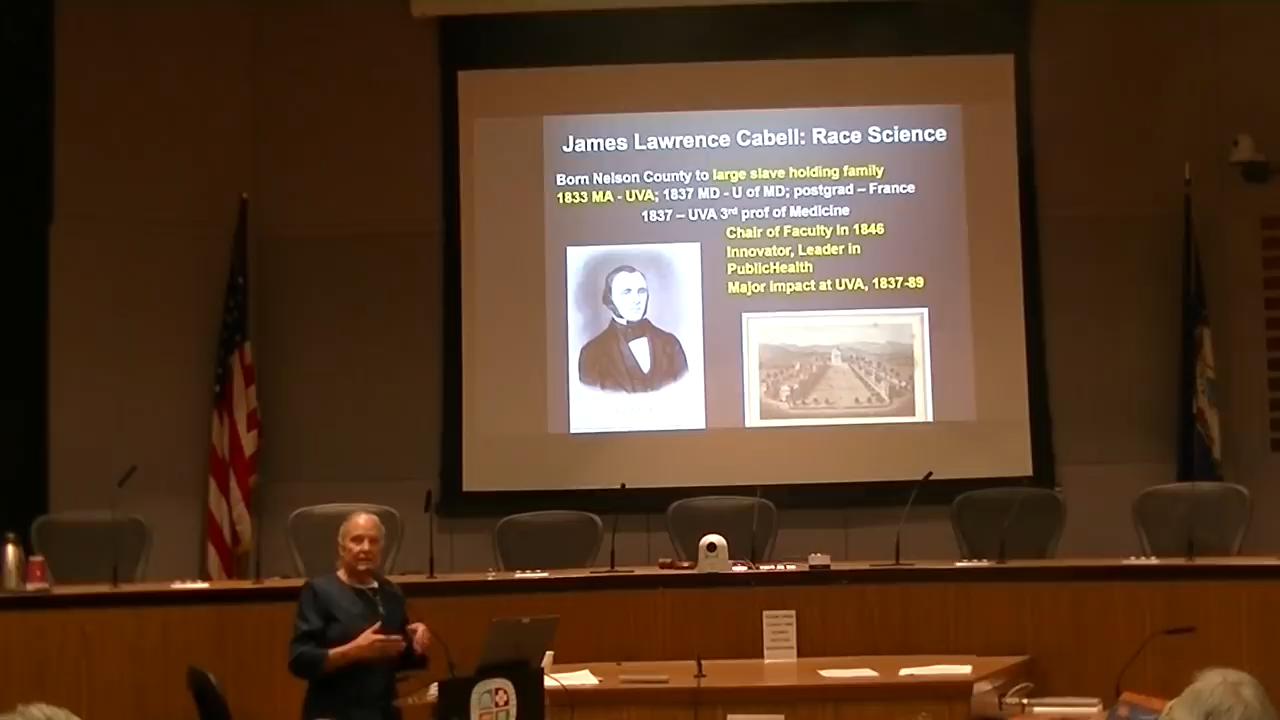 James Lawrence Cabell: Race Science
Born Nelson County to large slave holding family
1833 MA - UVA; 1837 MD - U of MD; postgrad – France
1837 – UVA 3rd prof of Medicine
Chair of Faculty in 1846
Innovator, Leader in
PublicHealth
Major impact at UVA, 1837-89